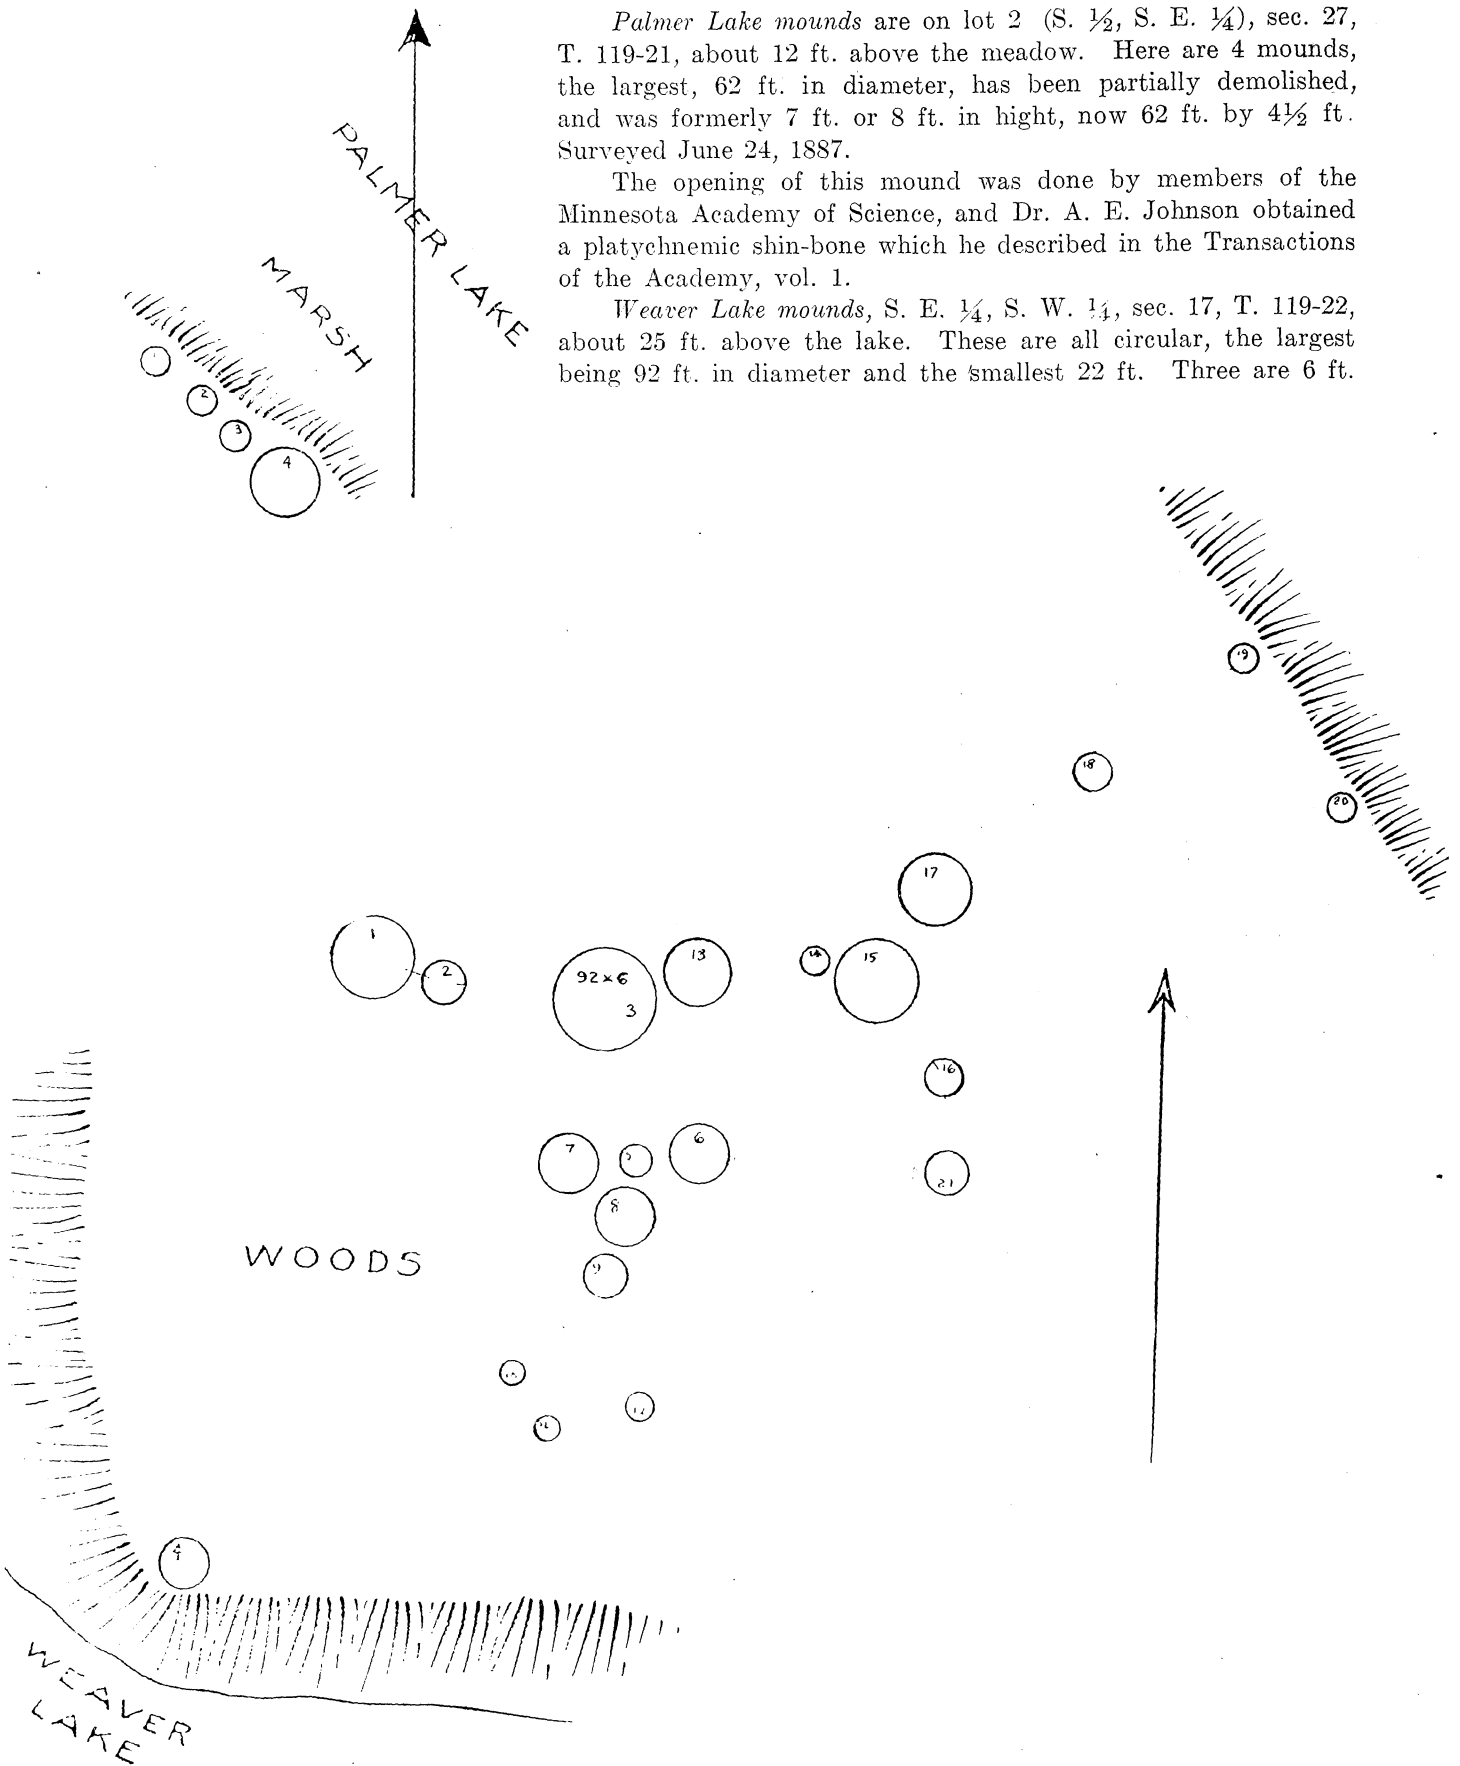 Palmer Lake mounds are on lot 2 (S. ½, S. E. ¼), sec. 27,
T. 119-21, about 12 ft. above the meadow. Here are 4 mounds,
the largest, 62 ft. in diameter, has been partially demolished,
and was formerly 7 ft. or 8 ft. in hight, now 62 ft. by 4½ ft.
Surveyed June 24, 1887.
The opening of this mound was done by members of the
Minnesota Academy of Science, and Dr. A. E. Johnson obtained
a platychnemic shin-bone which he described in the Transactions
of the Academy, vol. 1.
Weaver Lake mounds, S. E. ¼, S. W. ¼, sec. 17, T. 119-22,
about 25 ft. above the lake. These are all circular, the largest
being 92 ft. in diameter and the smallest 22 ft. Three are 6 ft.
PALMER LAKE
MARSH
1
2
3
4
19
18
20
17
1
2
92×6
3
13
14
15
16
7
5
6
8
21
9
WOODS
12
4
WEAVER
LAKE